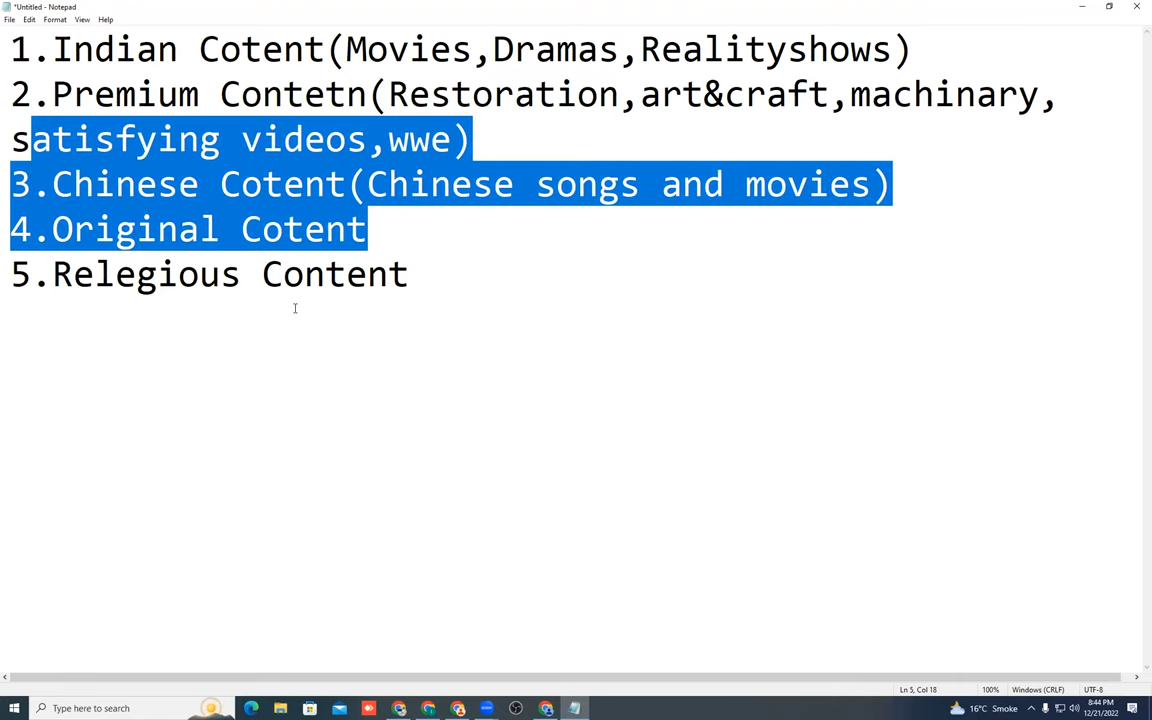 *Untitled - Notepad
File Edit Format View Help
1.Indian Cotent(Movies,Dramas,Realityshows)
2.Premium Contetn(Restoration,art&craft,machinary,
satisfying videos,wwe)
3.Chinese Cotent(Chinese songs and movies)
4.Original Cotent
5.Relegious Content
Ln 5, Col 18 100% Windows (CRLF) UTF-8
Type here to search 16°C Smoke 8:44 PM
12/21/2022